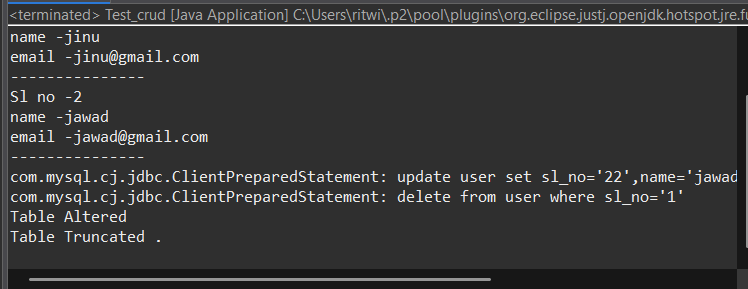 <terminated> Test_crud [Java Application] C:\Users\ritwi\.p2\pool\plugins\org.eclipse.justj.openjdk.hotspot.jre.fu
name -jinu
email -jinu@gmail.com
---------------
Sl no -2
name -jawad
email -jawad@gmail.com
---------------
com.mysql.cj.jdbc.ClientPreparedStatement: update user set sl_no='22',name='jawad
com.mysql.cj.jdbc.ClientPreparedStatement: delete from user where sl_no='1'
Table Altered
Table Truncated .